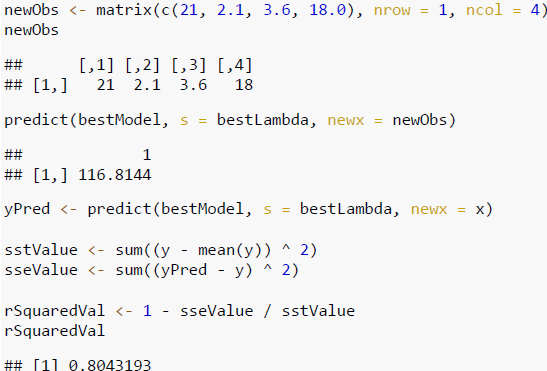 newObs <- matrix(c(21, 2.1, 3.6, 18.0), nrow = 1, ncol = 4)
newObs
##      [,1] [,2] [,3] [,4]
## [1,]   21  2.1  3.6   18
predict(bestModel, s = bestLambda, newx = newObs)
##             1
## [1,] 116.8144
yPred <- predict(bestModel, s = bestLambda, newx = x)
sstValue <- sum((y - mean(y)) ^ 2)
sseValue <- sum((yPred - y) ^ 2)
rSquaredVal <- 1 - sseValue / sstValue
rSquaredVal
## [1] 0.8043193